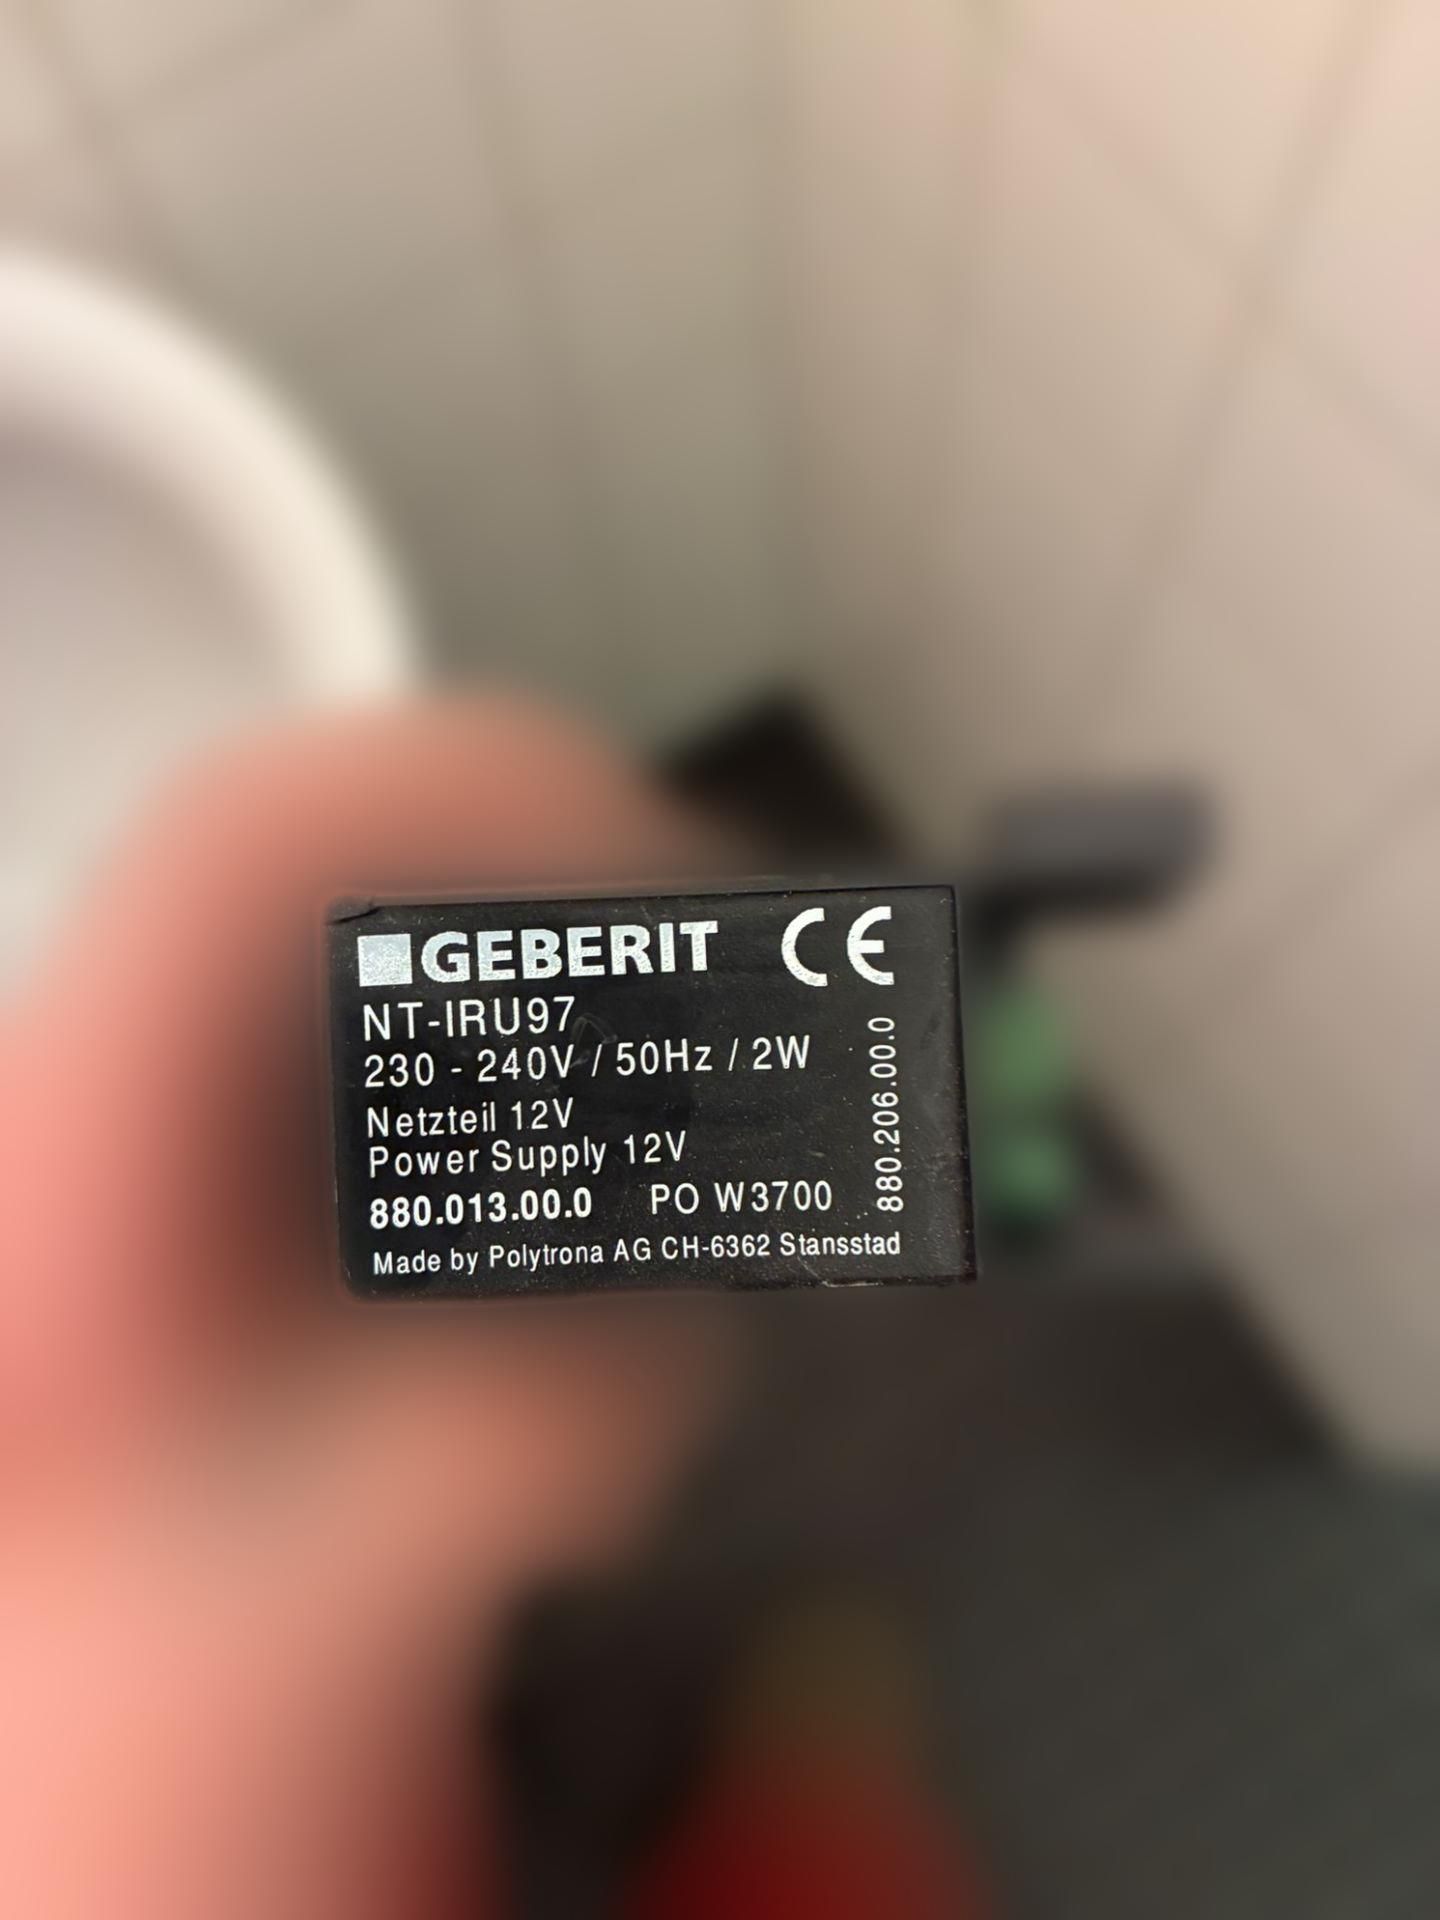 GEBERIT CE
NT-IRU97
230 - 240V / 50Hz / 2W
Netzteil 12V
Power Supply 12V
880.013.00.0 PO W3700
Made by Polytrona AG CH-6362 Stansstad
880.206.00.0